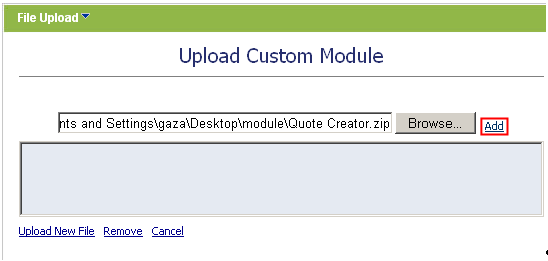 File Upload
Upload Custom Module
nts and Settings\gaza\Desktop\module\Quote Creator.zip Browse... Add
Upload New File Remove Cancel